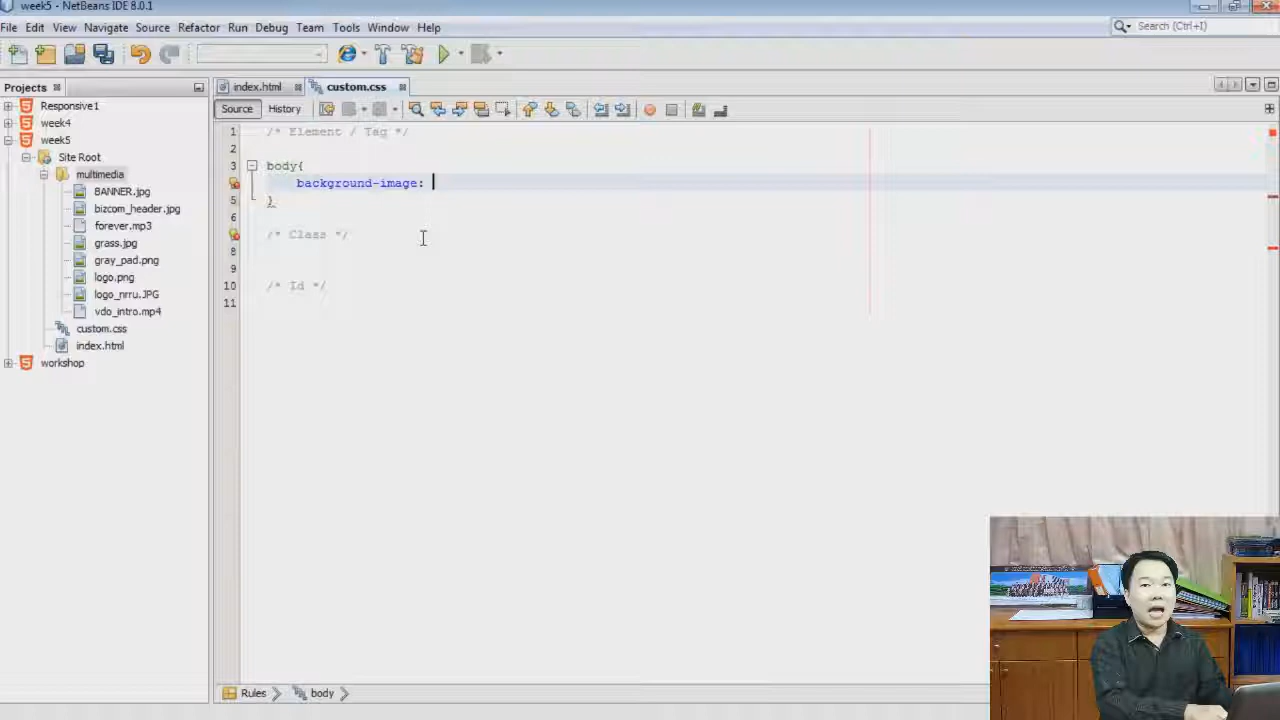 week5 - NetBeans IDE 8.0.1
File Edit View Navigate Source Refactor Run Debug Team Tools Window Help
Search (Ctrl+I)
Projects
index.html custom.css
Source History
Responsive1
week4
week5
Site Root
multimedia
BANNER.jpg
bizcom_header.jpg
forever.mp3
grass.jpg
gray_pad.png
logo.png
logo_nrru.JPG
vdo_intro.mp4
custom.css
index.html
workshop
1 /* Element / Tag */
2
3 body{
background-image:
5 }
6
/* Class */
8
9
10 /* Id */
11
Rules body